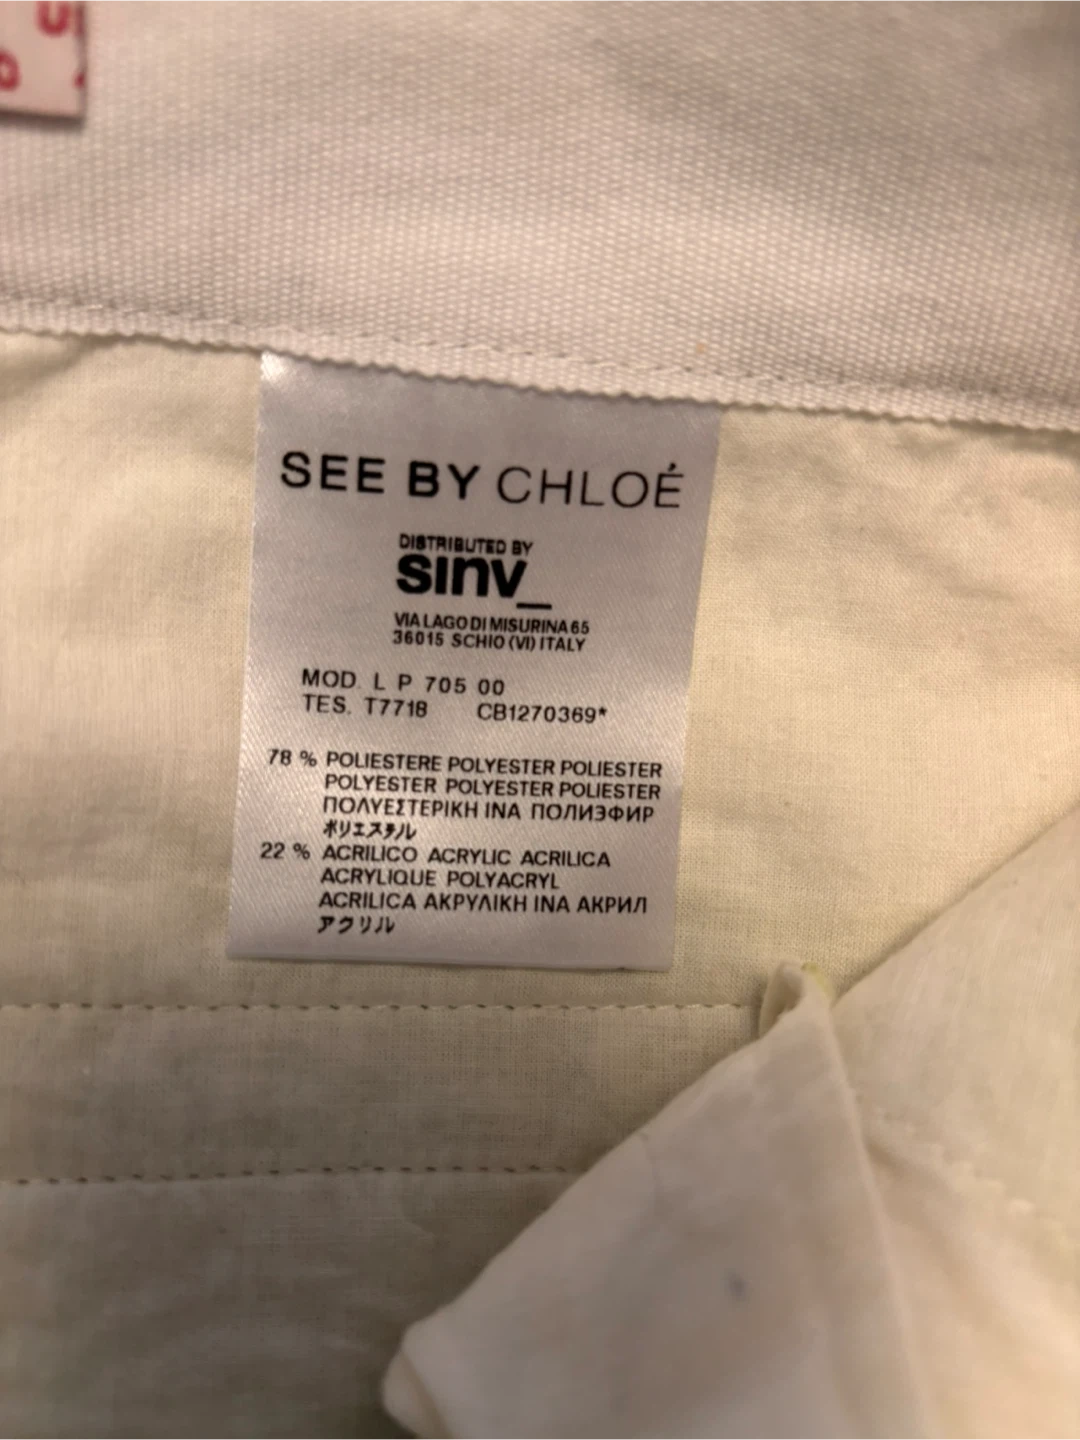 SEE BY CHLOÉ
DISTRIBUTED BY
sinv_
VIA LAGO DI MISURINA 65
36015 SCHIO (VI) ITALY
MOD. L P 705 00
TES. T7718 CB1270369*
78 % POLIESTERE POLYESTER POLIESTER
POLYESTER POLYESTER POLIESTER
ΠΟΛΥΕΣΤΕΡΙΚΗ ΙΝΑ ПОЛИЭФИР
ポリエステル
22 % ACRILICO ACRYLIC ACRILICA
ACRYLIQUE POLYACRYL
ACRILICA ΑΚΡΥΛΙΚΗ ΙΝΑ АКРИЛ
アクリル